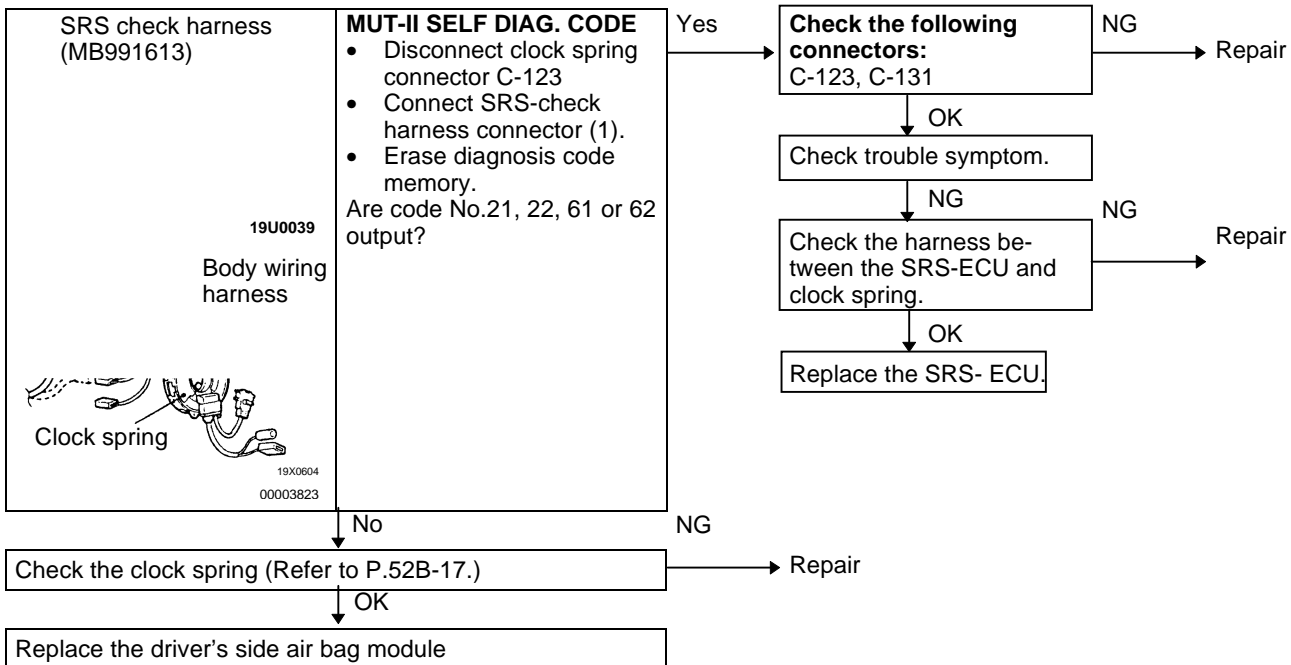 SRS check harness
(MB991613)
19U0039
Body wiring
harness
Clock spring
19X0604
00003823
MUT-II SELF DIAG. CODE
• Disconnect clock spring
connector C-123
• Connect SRS-check
harness connector (1).
• Erase diagnosis code
memory.
Are code No.21, 22, 61 or 62
output?
Yes
Check the following
connectors:
C-123, C-131
NG
Repair
OK
Check trouble symptom.
NG
Check the harness be-
tween the SRS-ECU and
clock spring.
NG
Repair
OK
Replace the SRS- ECU.
No
Check the clock spring (Refer to P.52B-17.)
NG
Repair
OK
Replace the driver's side air bag module